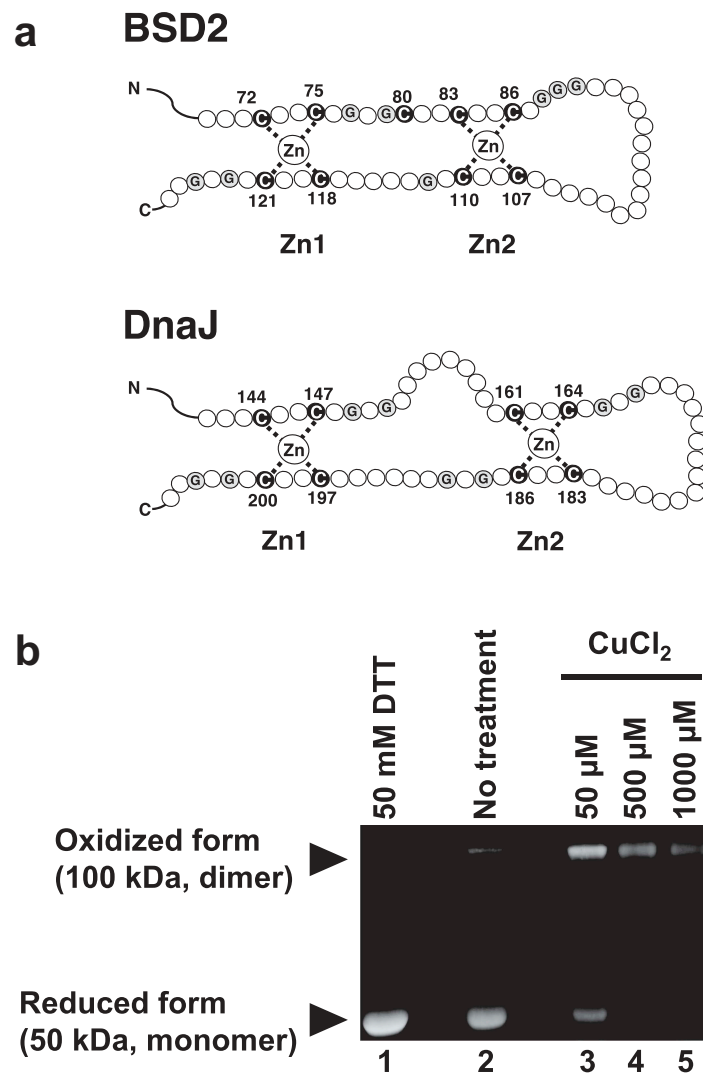 a
BSD2
N
72 75 80 83 86
C C G G C C C G G G
Zn Zn
G G C C G C C
C
121 118 110 107
Zn1 Zn2
DnaJ
N
144 147 161 164
C C G G C C G G
Zn Zn
G G C C G G C C
C
200 197 186 183
Zn1 Zn2
b
50 mM DTT
No treatment
CuCl2
50 µM
500 µM
1000 µM
Oxidized form
(100 kDa, dimer)
Reduced form
(50 kDa, monomer)
1 2 3 4 5